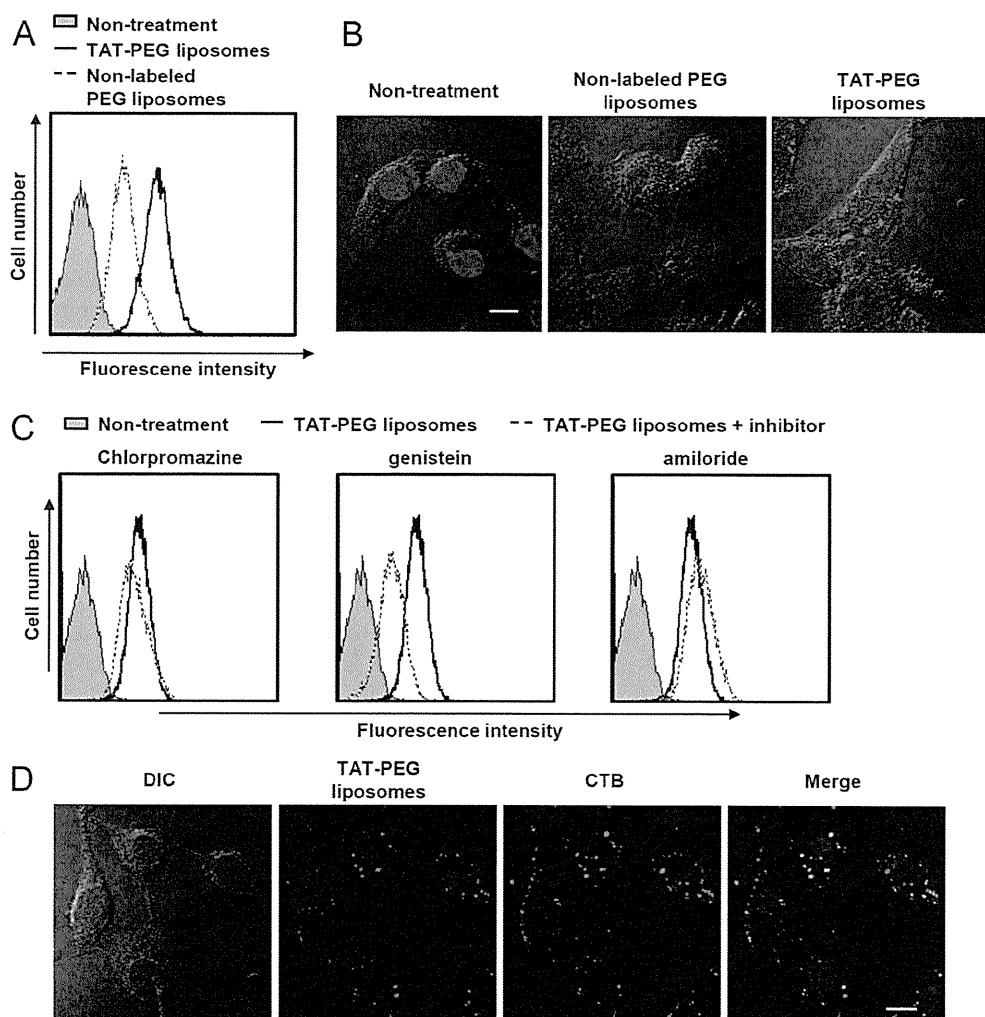 A
Non-treatment
TAT-PEG liposomes
Non-labeled
PEG liposomes
Cell number
Fluorescene intensity
B
Non-treatment
Non-labeled PEG
liposomes
TAT-PEG
liposomes
C
Non-treatment
TAT-PEG liposomes
TAT-PEG liposomes + inhibitor
Chlorpromazine
genistein
amiloride
Cell number
Fluorescence intensity
D
DIC
TAT-PEG
liposomes
CTB
Merge